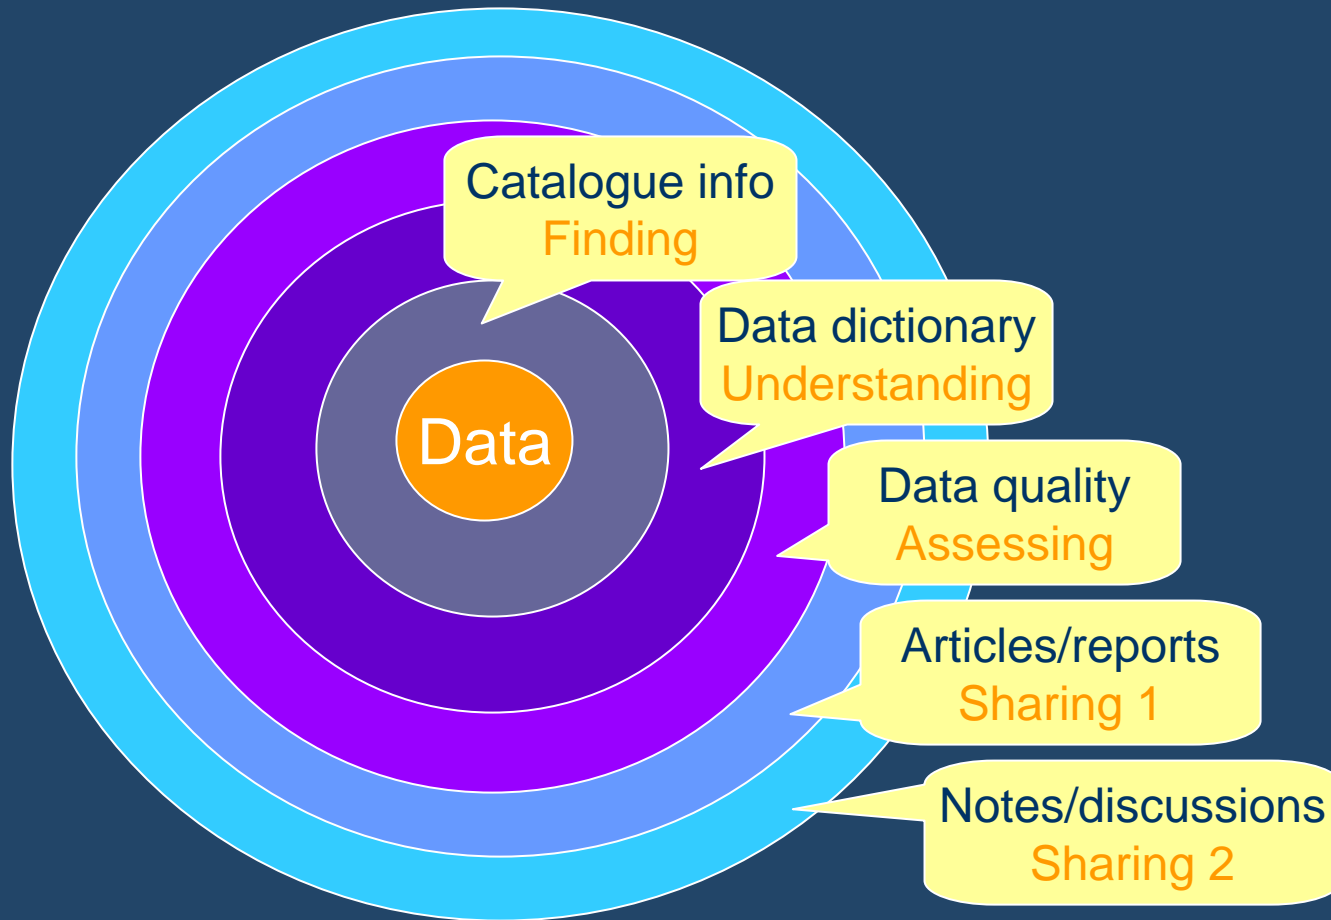 Catalogue info
Finding
Data dictionary
Understanding
Data
Data quality
Assessing
Articles/reports
Sharing 1
Notes/discussions
Sharing 2